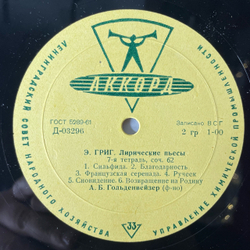 ЛЕНИНГРАДСКИЙ СОВЕТ НАРОДНОГО ХОЗЯЙСТВА
УПРАВЛЕНИЕ ХИМИЧЕСКОЙ ПРОМЫШЛЕННОСТИ
АККОРД
ГОСТ 5289-61
Записано ВСГ
Д-03296
2 гр 1-00
Э. ГРИГ. Лирические пьесы
7-я тетрадь, соч. 62
1. Сильфида. 2. Благодарность
3. Французская серенада. 4. Ручеек
5. Сновидение. 6. Возвращение на Родину
А. Б. Гольденвейзер (ф-но)
33